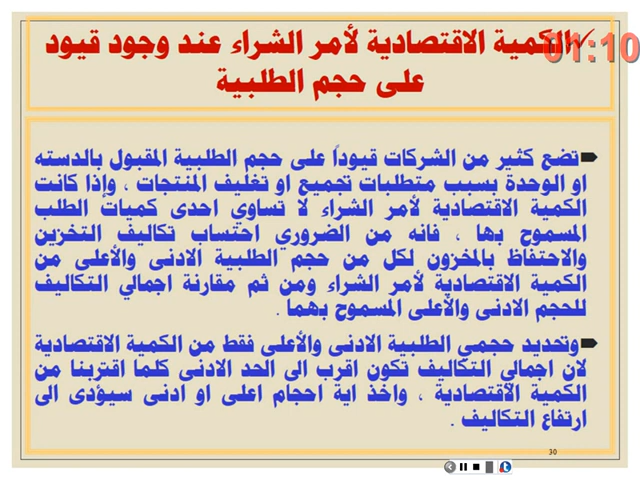 ✓الكمية الاقتصادية لأمر الشراء عند وجود قيود
على حجم الطلبية
01:10
تضع كثير من الشركات قيوداً على حجم الطلبية المقبول بالدسته
او الوحدة بسبب متطلبات تجميع او تغليف المنتجات ، وإذا كانت
الكمية الاقتصادية لأمر الشراء لا تساوي احدى كميات الطلب
المسموح بها ، فانه من الضروري احتساب تكاليف التخزين
والاحتفاظ بالمخزون لكل من حجم الطلبية الادنى والأعلى من
الكمية الاقتصادية لأمر الشراء ومن ثم مقارنة اجمالي التكاليف
للحجم الادنى والأعلى المسموح بهما .
وتحديد حجمي الطلبية الادنى والأعلى فقط من الكمية الاقتصادية
لان اجمالي التكاليف تكون اقرب الى الحد الادنى كلما اقتربنا من
الكمية الاقتصادية ، واخذ اية احجام اعلى او ادنى سيؤدى الى
ارتفاع التكاليف .
30